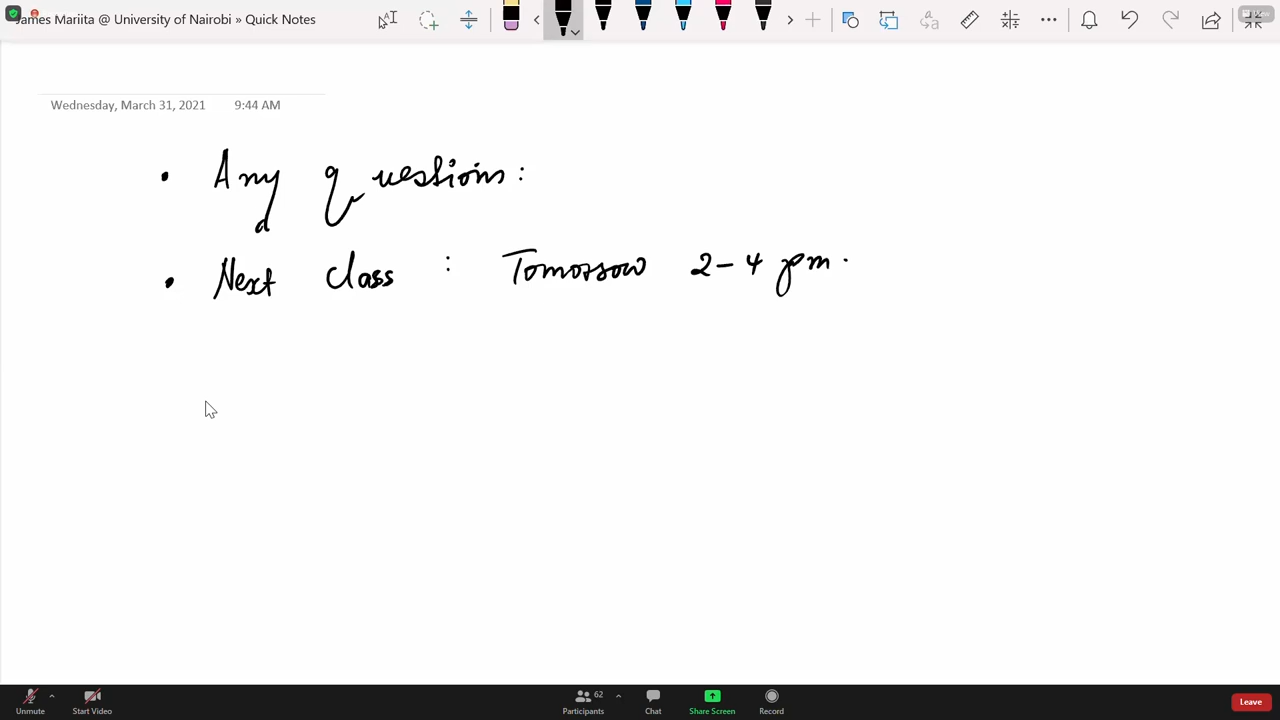 James Mariita @ University of Nairobi » Quick Notes
View
Wednesday, March 31, 2021 9:44 AM
• Any questions:
• Next class : Tomorrow 2-4 pm.
Unmute
Start Video
62
Participants
Chat
Share Screen
Record
Leave